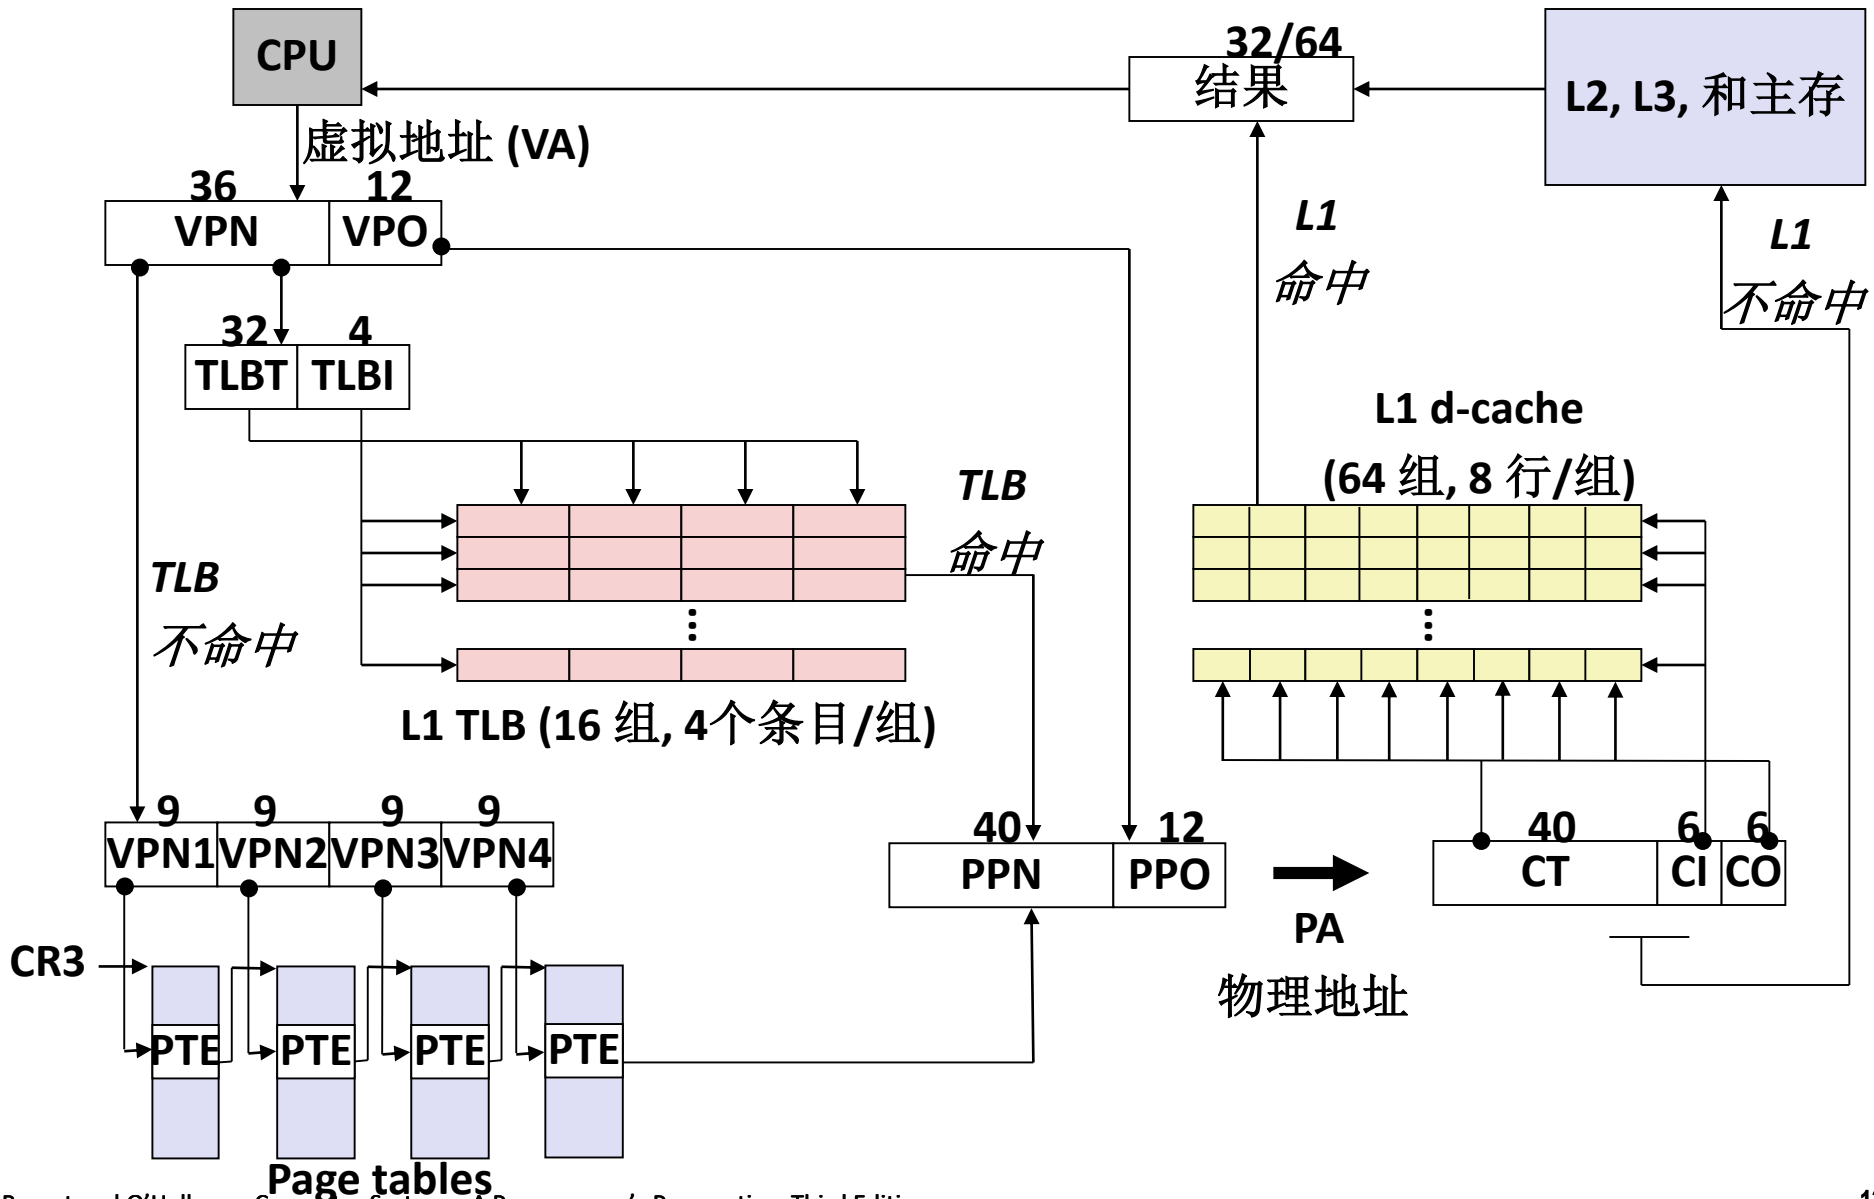 CPU
32/64
结果
L2, L3, 和主存
虚拟地址 (VA)
36
12
VPN
VPO
L1
命中
L1
不命中
32
4
TLBT
TLBI
L1 d-cache
(64 组, 8 行/组)
TLB
命中
TLB
不命中
L1 TLB (16 组, 4个条目/组)
9
9
9
9
VPN1
VPN2
VPN3
VPN4
40
12
PPN
PPO
40
6
6
CT
CI
CO
PA
物理地址
CR3
PTE
PTE
PTE
PTE
Page tables